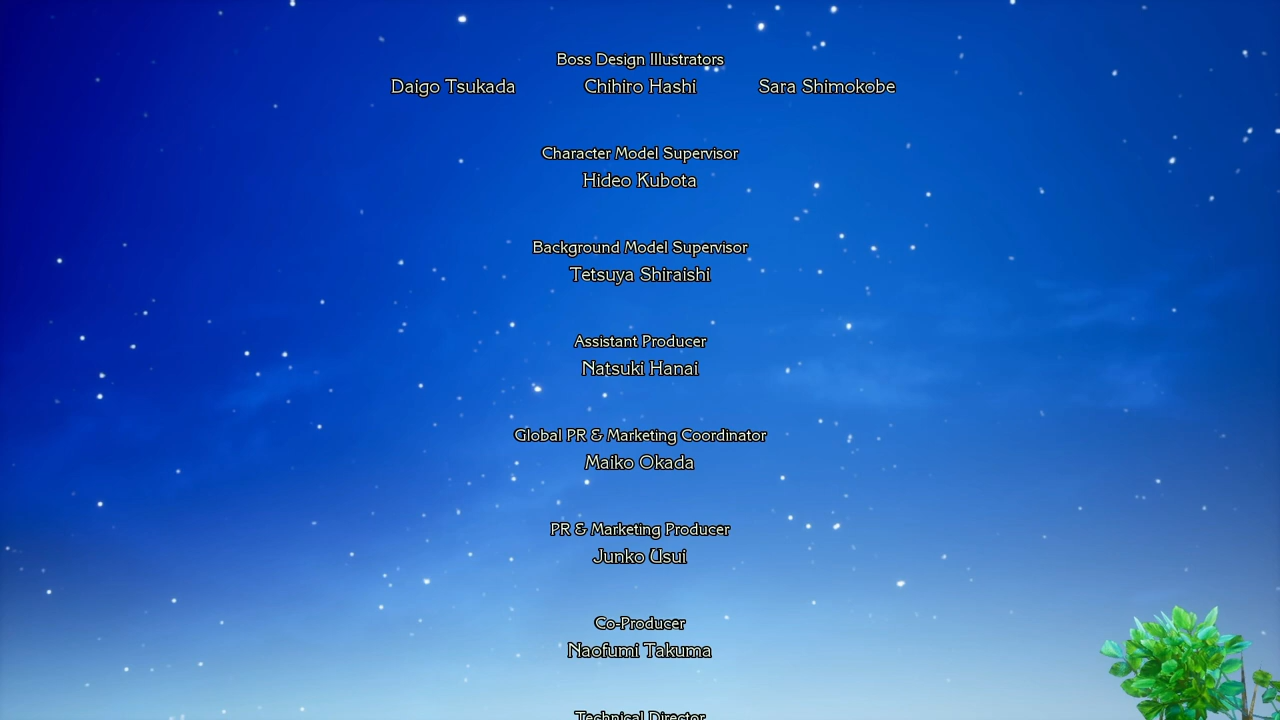 Boss Design Illustrators
Daigo Tsukada Chihiro Hashi Sara Shimokobe
Character Model Supervisor
Hideo Kubota
Background Model Supervisor
Tetsuya Shiraishi
Assistant Producer
Natsuki Hanai
Global PR & Marketing Coordinator
Maiko Okada
PR & Marketing Producer
Junko Usui
Co-Producer
Naofumi Takuma
Technical Director